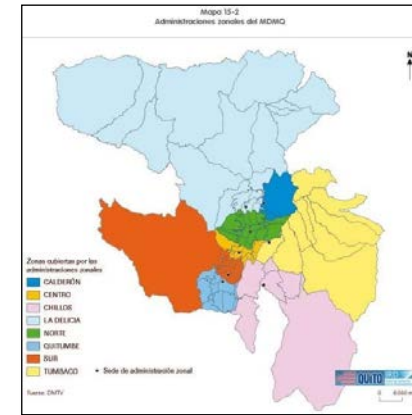 Mapa 15-2
Administraciones zonales del MDMQ
N
Zonas cubiertas por las
administraciones zonales
CALDERÓN
CENTRO
CHILLOS
LA DELICIA
NORTE
QUITUMBE
SUR
TUMBACO
• Sede de administración zonal
Fuente: DMTV
QUITO
0